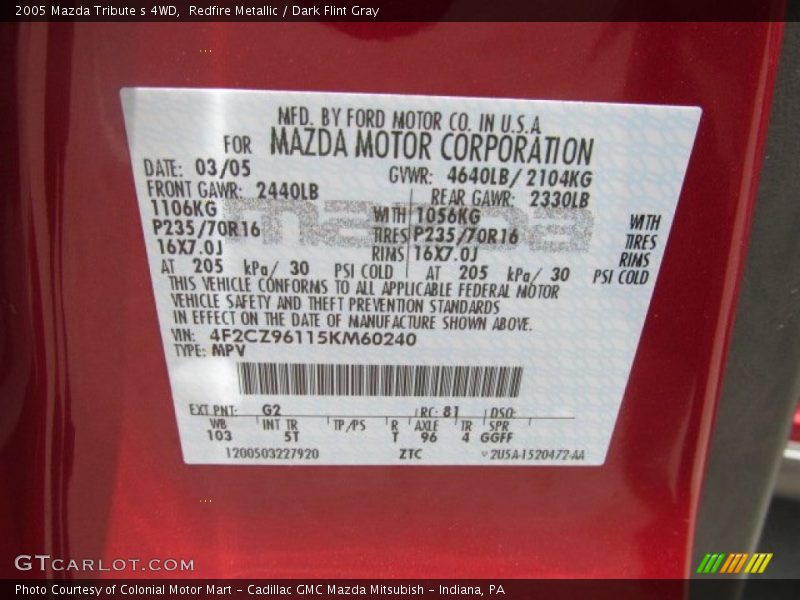 2005 Mazda Tribute s 4WD, Redfire Metallic / Dark Flint Gray
MFD. BY FORD MOTOR CO. IN U.S.A
FOR MAZDA MOTOR CORPORATION
DATE: 03/05 GVWR: 4640LB/ 2104KG
FRONT GAWR: 2440LB REAR GAWR: 2330LB
1106KG WITH 1056KG WITH
P235/70R16 TIRES P235/70R16 TIRES
16X7.0J RIMS 16X7.0J RIMS
AT 205 kPa/ 30 PSI COLD AT 205 kPa/ 30 PSI COLD
mazda
THIS VEHICLE CONFORMS TO ALL APPLICABLE FEDERAL MOTOR
VEHICLE SAFETY AND THEFT PREVENTION STANDARDS
IN EFFECT ON THE DATE OF MANUFACTURE SHOWN ABOVE.
VIN: 4F2CZ96115KM60240
TYPE: MPV
EXT PNT: G2 RC: 81 DSO:
WB INT TR TP/PS R AXLE TR SPR
103 5T T 96 4 GGFF
1200503227920 ZTC 2U5A-1520472-AA
GTCARLOT.COM
Photo Courtesy of Colonial Motor Mart - Cadillac GMC Mazda Mitsubish - Indiana, PA